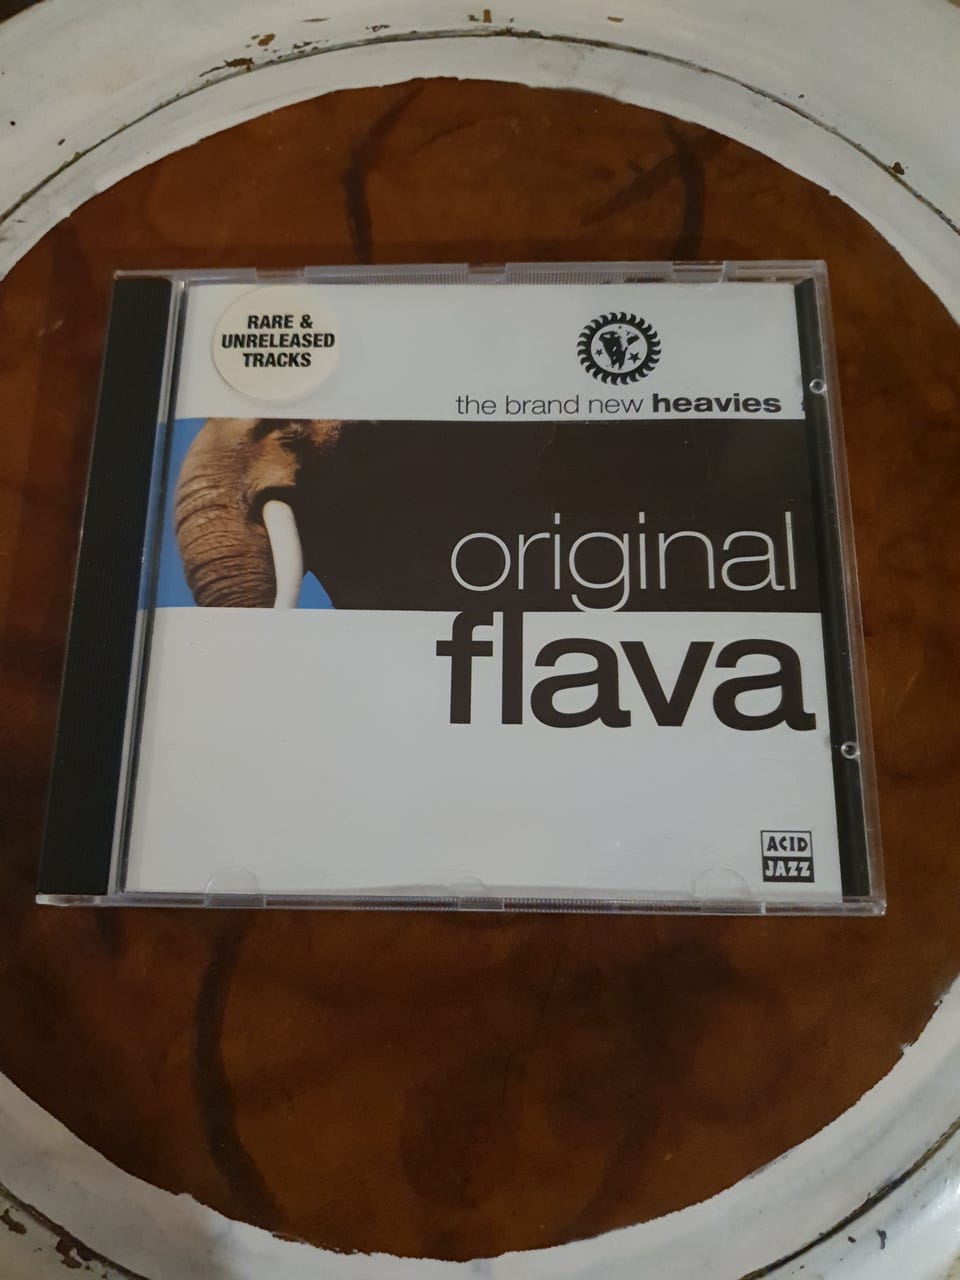 RARE &
UNRELEASED
TRACKS
the brand new heavies
original
flava
ACID
JAZZ